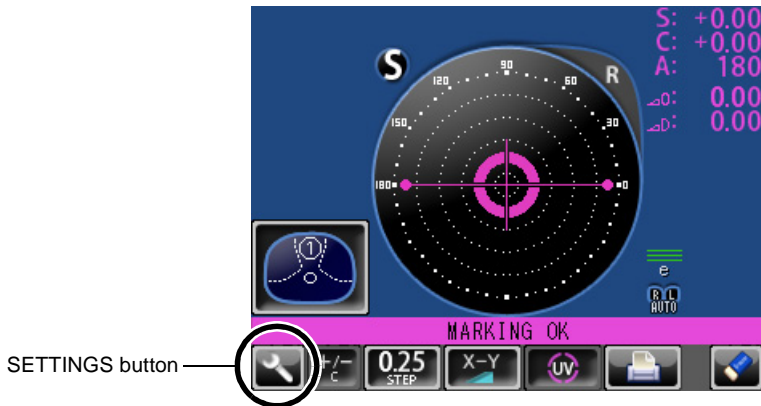 S: +0.00
C: +0.00
A: 180
⊿O: 0.00
⊿D: 0.00
S
R
90
120
60
150
30
180
0
1
e
R L
AUTO
MARKING OK
SETTINGS button
+/-
C
0.25
STEP
X-Y
UV